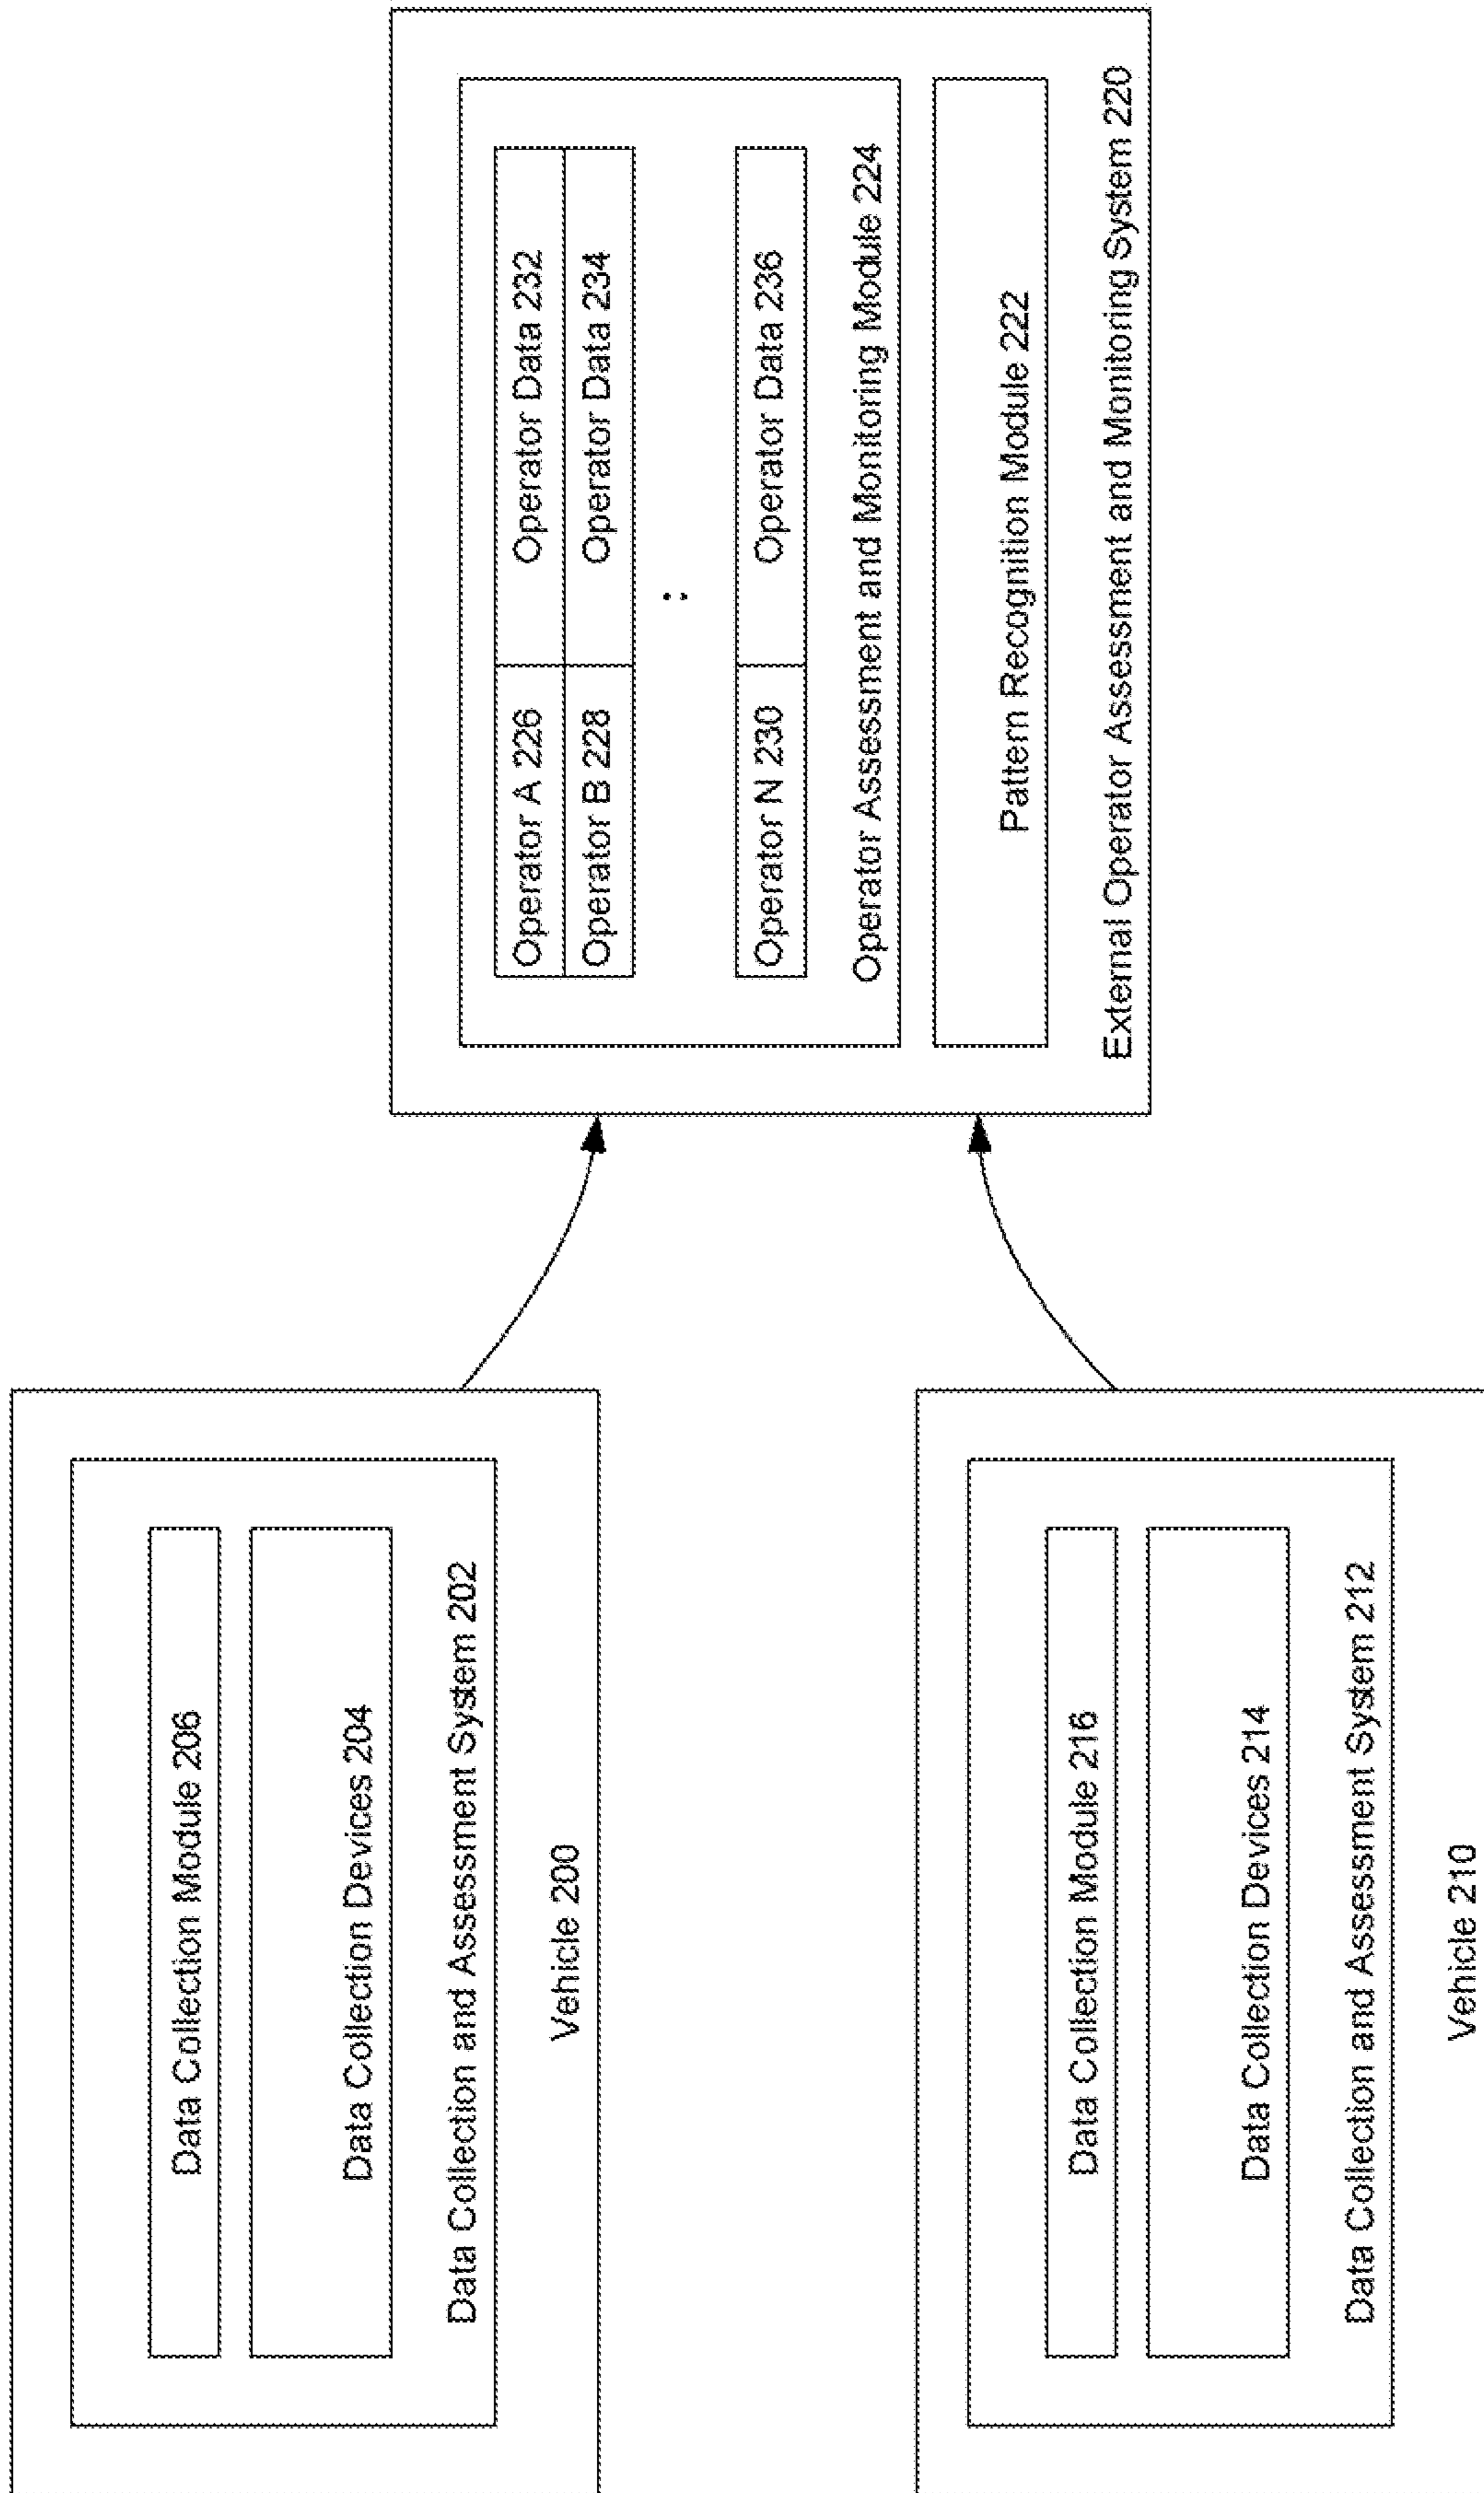 Data Collection Module 206
Data Collection Devices 204
Data Collection and Assessment System 202
Vehicle 200
Data Collection Module 216
Data Collection Devices 214
Data Collection and Assessment System 212
Vehicle 210
Operator A 226
Operator Data 232
Operator B 228
Operator Data 234
:
Operator N 230
Operator Data 236
Operator Assessment and Monitoring Module 224
Pattern Recognition Module 222
External Operator Assessment and Monitoring System 220